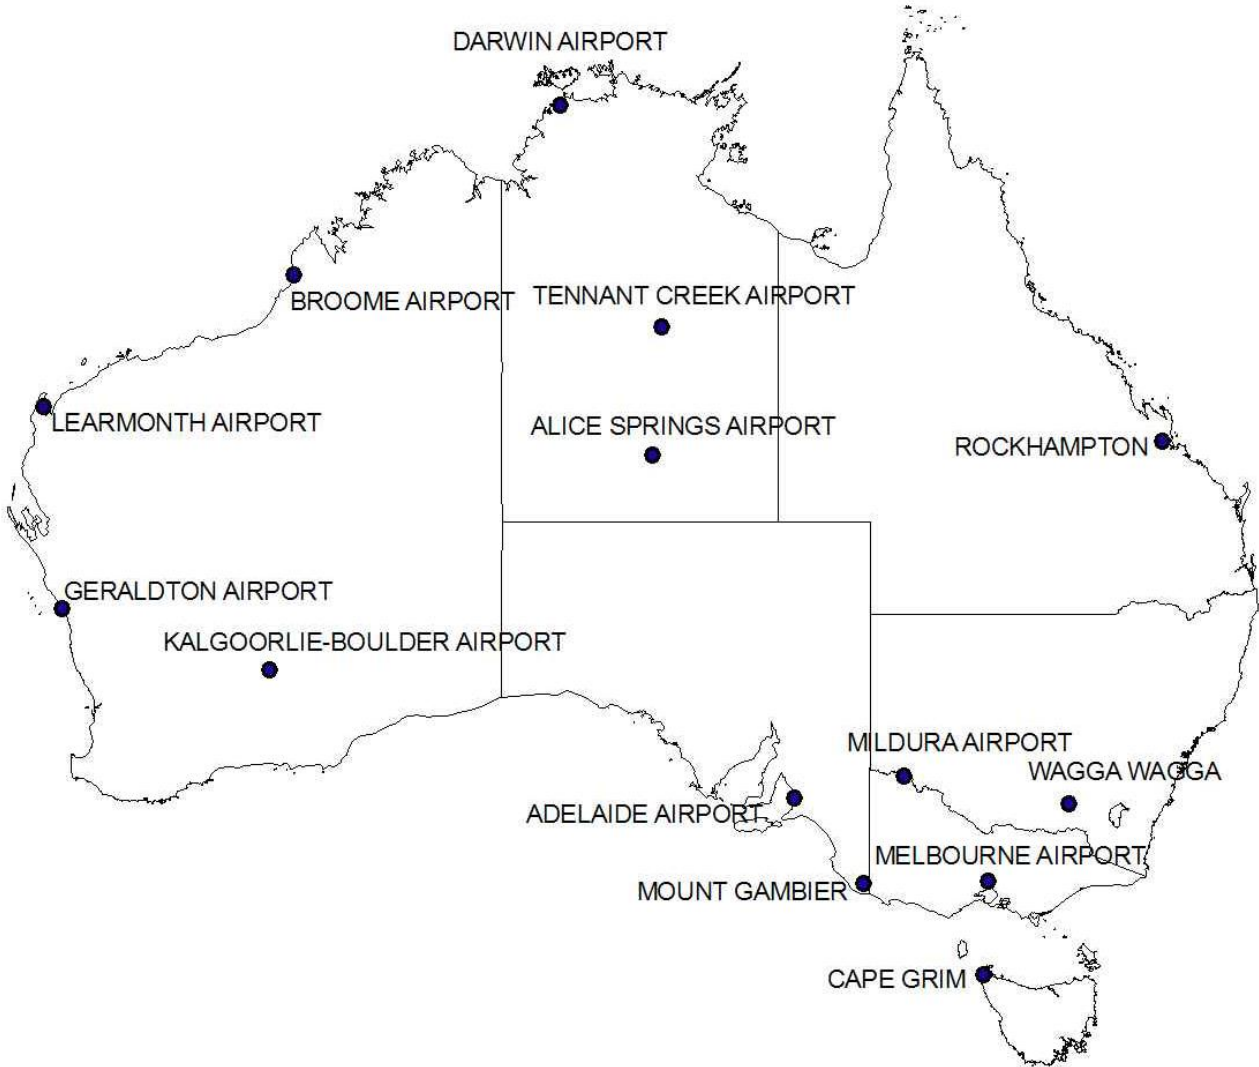 DARWIN AIRPORT
BROOME AIRPORT
TENNANT CREEK AIRPORT
LEARMONTH AIRPORT
ALICE SPRINGS AIRPORT
ROCKHAMPTON
GERALDTON AIRPORT
KALGOORLIE-BOULDER AIRPORT
MILDURA AIRPORT
WAGGA WAGGA
ADELAIDE AIRPORT
MELBOURNE AIRPORT
MOUNT GAMBIER
CAPE GRIM